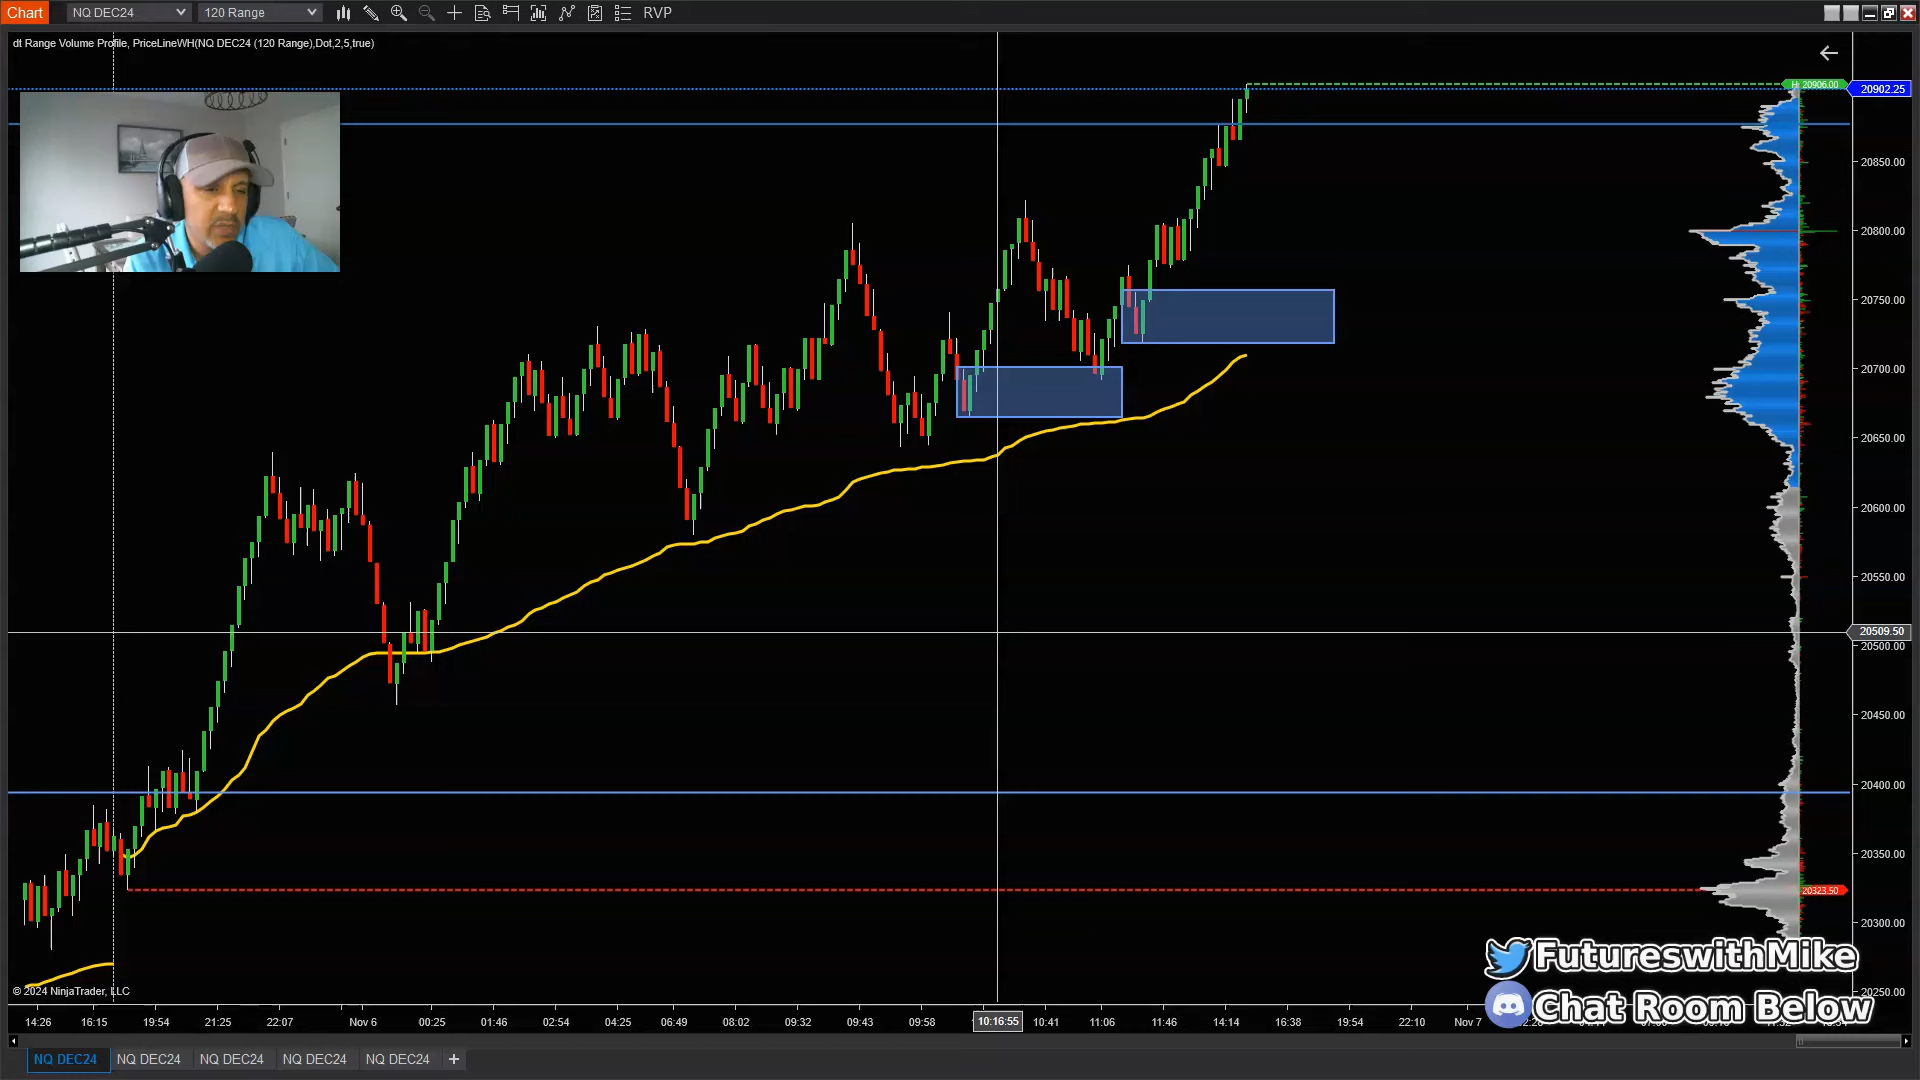 Chart NQ DEC24 120 Range RVP
dt Range Volume Profile, PriceLineWH(NQ DEC24 (120 Range),Dot,2,5,true)
H: 20906.00
20902.25
20850.00
20800.00
20750.00
20700.00
20650.00
20600.00
20550.00
20509.50
20500.00
20450.00
20400.00
20350.00
20323.50
20300.00
20250.00
FutureswithMike
Chat Room Below
© 2024 NinjaTrader, LLC
14:26 16:15 19:54 21:25 22:07 Nov 6 00:25 01:46 02:54 04:25 06:49 08:02 09:32 09:43 09:58 10:16:55 10:41 11:06 11:46 14:14 16:38 19:54 22:10 Nov 7
NQ DEC24 NQ DEC24 NQ DEC24 NQ DEC24 NQ DEC24 +